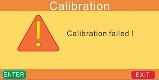 Calibration
Calibration failed !
ENTER
EXIT